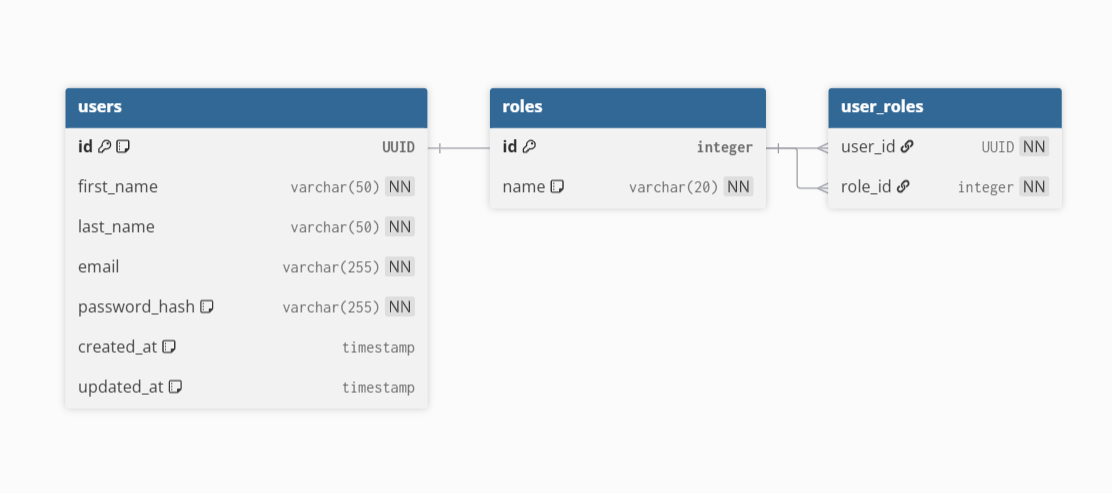 users
id UUID
first_name varchar(50) NN
last_name varchar(50) NN
email varchar(255) NN
password_hash varchar(255) NN
created_at timestamp
updated_at timestamp
roles
id integer
name varchar(20) NN
user_roles
user_id UUID NN
role_id integer NN